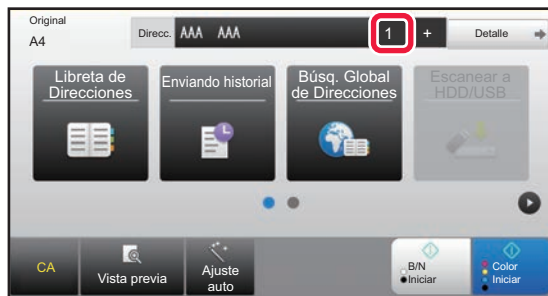 Original
A4
Direcc. AAA AAA 1 + Detalle
Libreta de
Direcciones
Enviando historial
Búsq. Global
de Direcciones
Escanear a
HDD/USB
CA
Vista previa
Ajuste
auto
B/N
Iniciar
Color
Iniciar